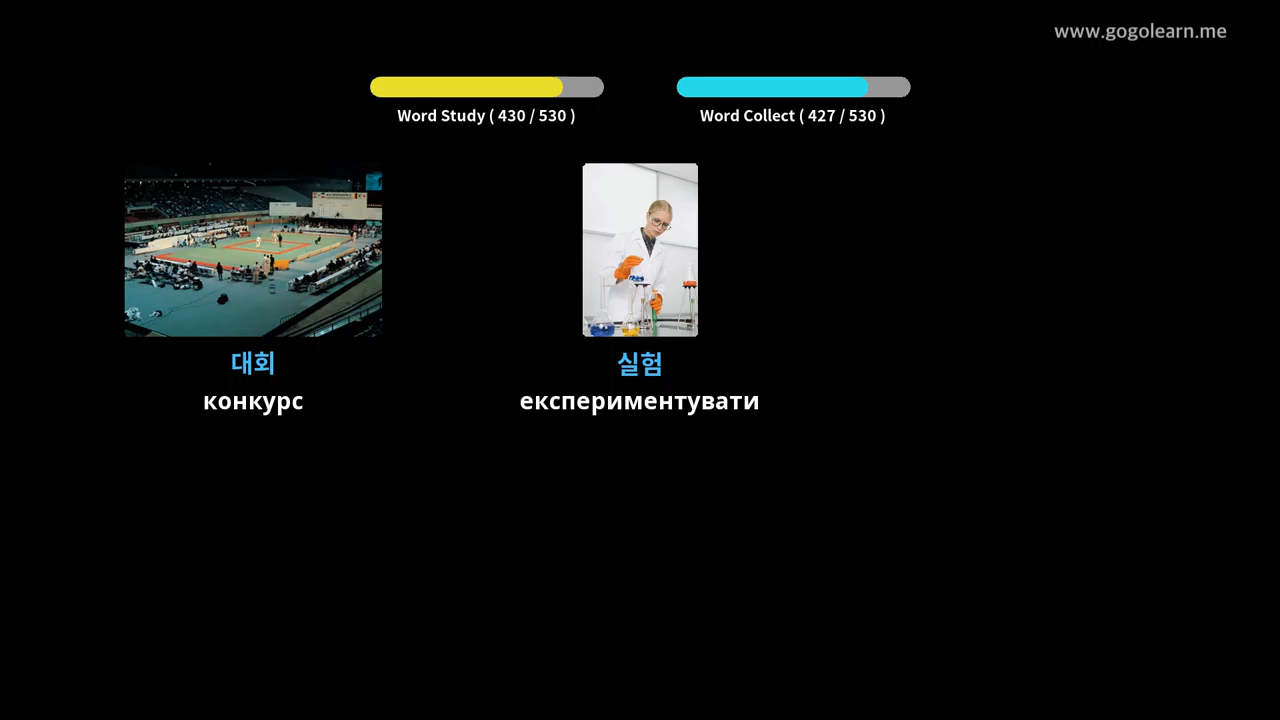 www.gogolearn.me
Word Study ( 430 / 530 )
Word Collect ( 427 / 530 )
대회
конкурс
실험
експериментувати